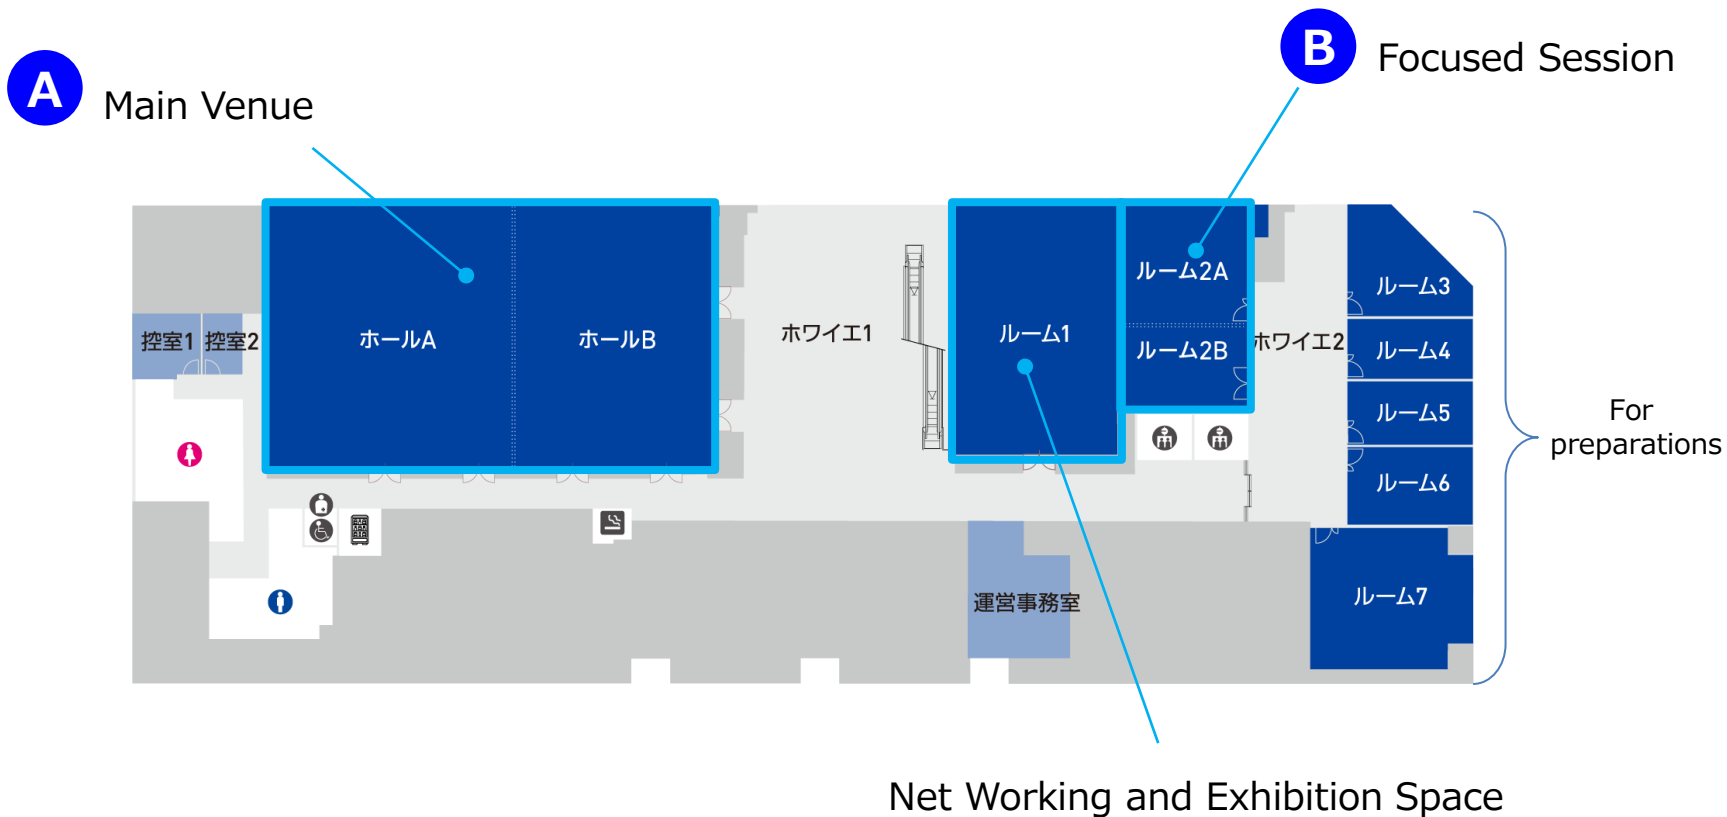 A
Main Venue
B
Focused Session
控室1
控室2
ホールA
ホールB
ホワイエ1
ルーム1
ルーム2A
ルーム2B
ホワイエ2
ルーム3
ルーム4
ルーム5
ルーム6
ルーム7
For
preparations
運営事務室
Net Working and Exhibition Space